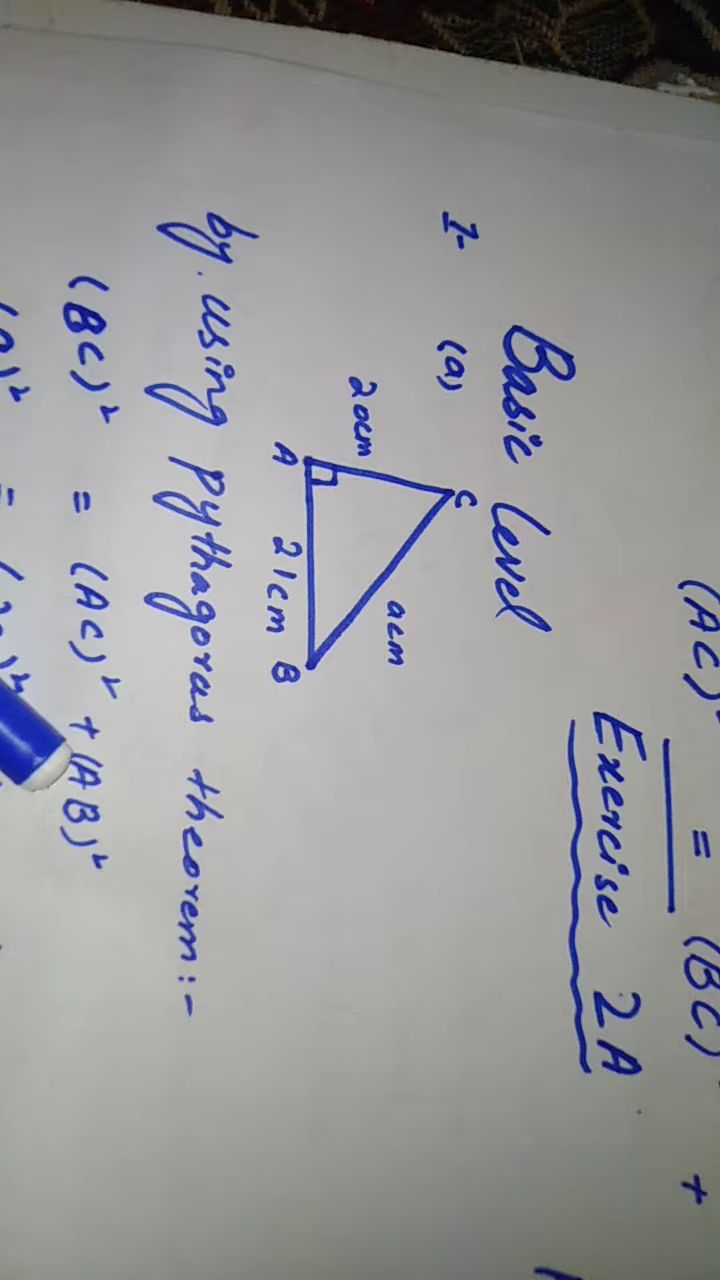 (AC)² = (BC)² +
Exercise 2A
Basic Level
1- (a)
C
20cm
acm
A
21cm
B
by using Pythagoras theorem:-
(BC)² = (AC)² + (AB)²
(a)² =